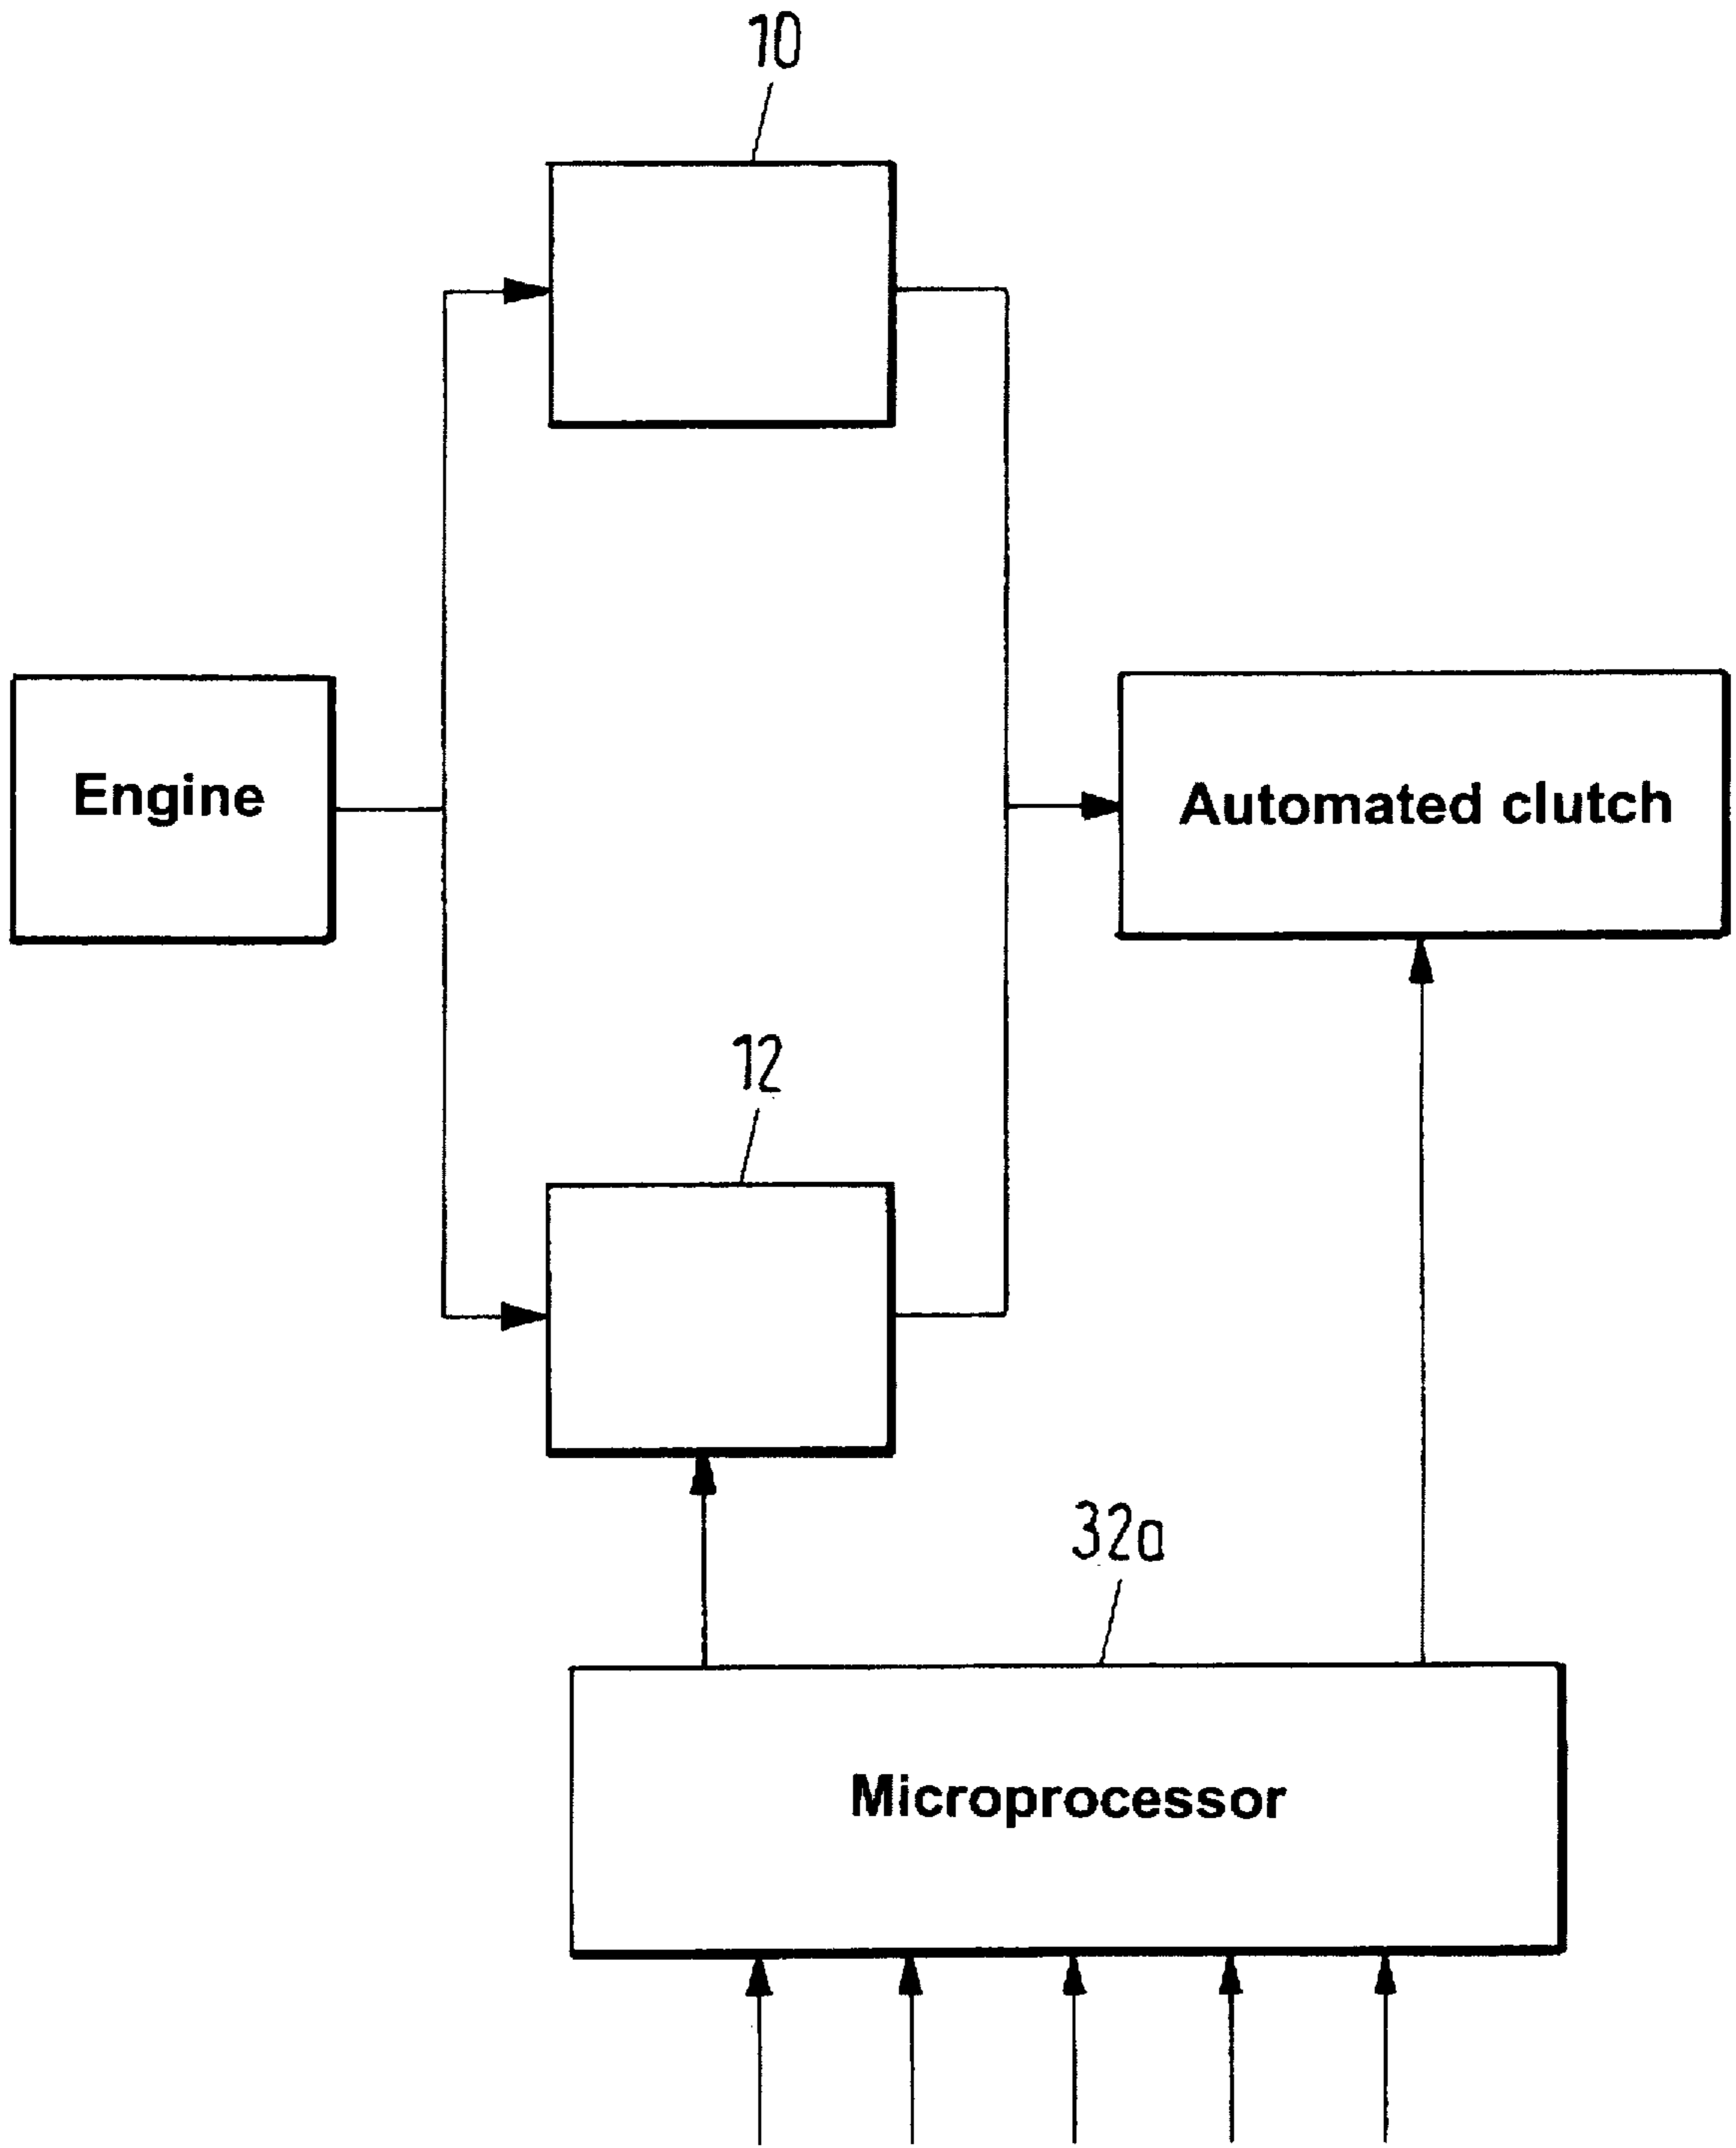 10
Engine
Automated clutch
12
32a
Microprocessor